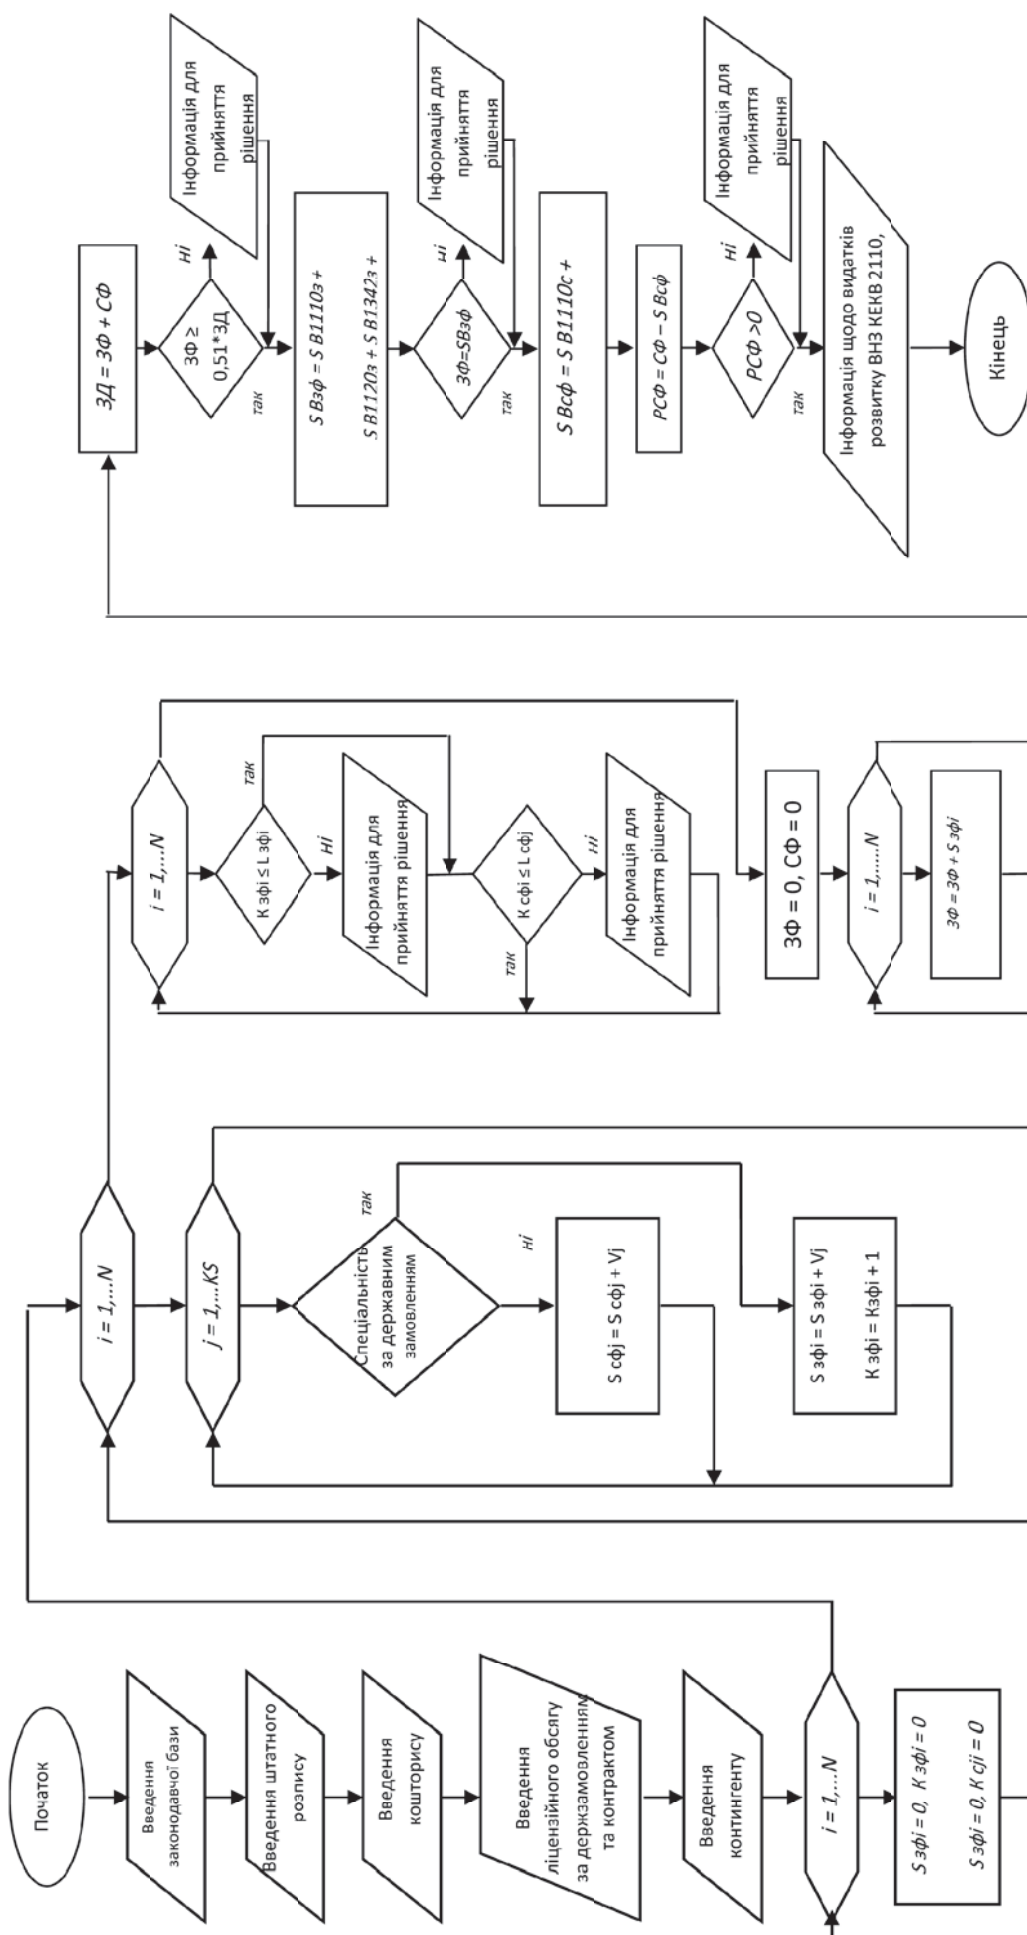 Початок
Введення
законодавчої бази
Введення штатного
розпису
Введення
кошторису
Введення
ліцензійного обсягу
за держзамовленням
та контрактом
Введення
контингенту
i = 1,...N
S зфі = 0, К зфі = 0
S зфі = 0, К сji = 0
i = 1,....N
j = 1,...KS
Спеціальність
за державним
замовленням
так
ні
S сфj = S сфj + Vj
S зфі = S зфі + Vj
К зфі = Кзфі + 1
i = 1,....N
К зфі ≤ L зфі
так
ні
Інформація для
прийняття рішення
К сфі ≤ L сфj
так
ні
Інформація для
прийняття рішення
ЗФ = 0, СФ = 0
i = 1,.....N
ЗФ = ЗФ + S зфі
ЗД = ЗФ + СФ
ЗФ ≥
0,51*ЗД
ні
так
Інформація для
прийняття
рішення
S Взф = S В1110з +
S В1120з + S В1342з +
ЗФ=SВзф
ні
так
Інформація для
прийняття
рішення
S Всф = S В1110с +
РСФ = СФ – S Всф
РСФ >0
ні
так
Інформація для
прийняття
рішення
Інформація щодо видатків
розвитку ВНЗ КЕКВ 2110,
Кінець